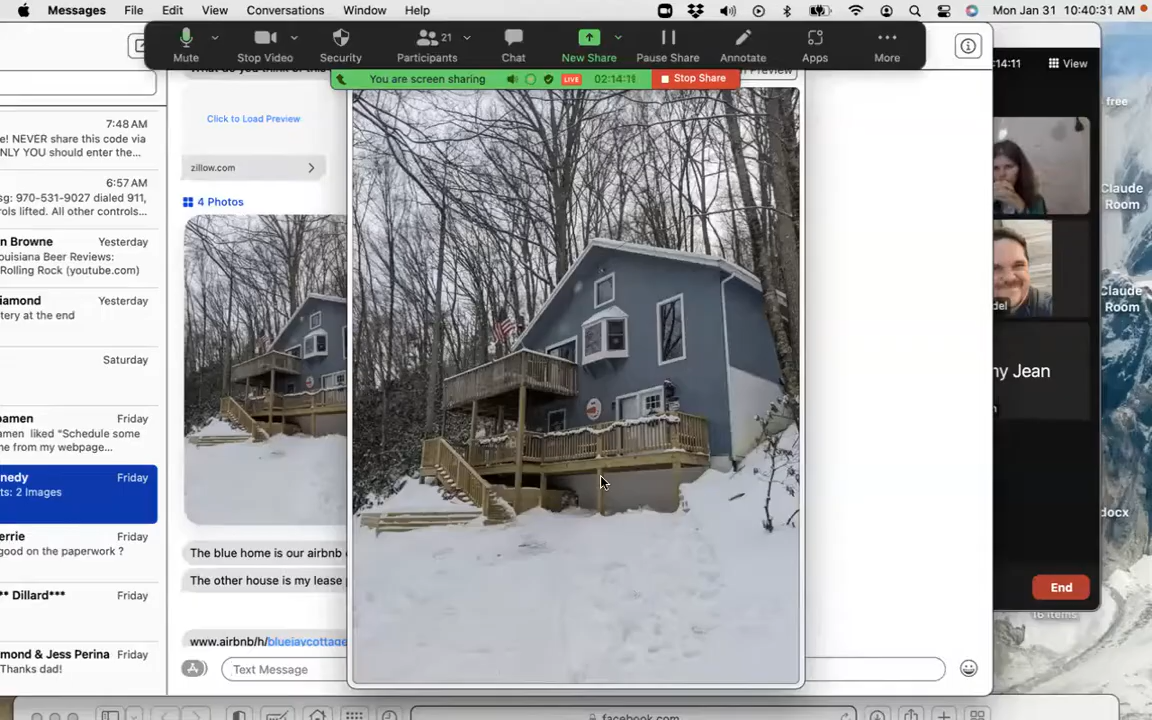 Messages File Edit View Conversations Window Help Mon Jan 31 10:40:31 AM
Mute Stop Video Security Participants 21 Chat New Share Pause Share Annotate Apps More
You are screen sharing LIVE 02:14:18 Stop Share
Preview
:14:11 View
free
Click to Load Preview
zillow.com
4 Photos
7:48 AM
e! NEVER share this code via
NLY YOU should enter the...
6:57 AM
sg: 970-531-9027 dialed 911,
rols lifted. All other controls...
n Browne Yesterday
ouisiana Beer Reviews:
Rolling Rock (youtube.com)
iamond Yesterday
tery at the end
Saturday
Friday
amen liked “Schedule some
me from my webpage...
nedy Friday
ts: 2 Images
errie Friday
good on the paperwork ?
** Dillard*** Friday
mond & Jess Perina Friday
Thanks dad!
The blue home is our airbnb
The other house is my lease
www.airbnb/h/bluejaycottage
Text Message
Claude
Room
Claude
Room
del
ny Jean
docx
End
16 items
facebook.com